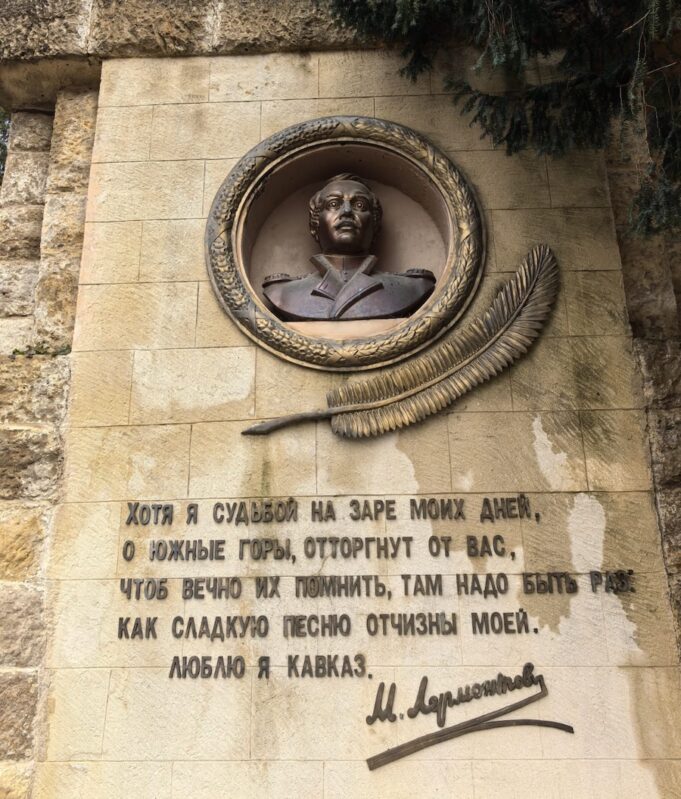 ХОТЯ Я СУДЬБОЙ НА ЗАРЕ МОИХ ДНЕЙ,
О ЮЖНЫЕ ГОРЫ, ОТТОРГНУТ ОТ ВАС,
ЧТОБ ВЕЧНО ИХ ПОМНИТЬ, ТАМ НАДО БЫТЬ РАЗ:
КАК СЛАДКУЮ ПЕСНЮ ОТЧИЗНЫ МОЕЙ.
ЛЮБЛЮ Я КАВКАЗ.
М. Лермонтов